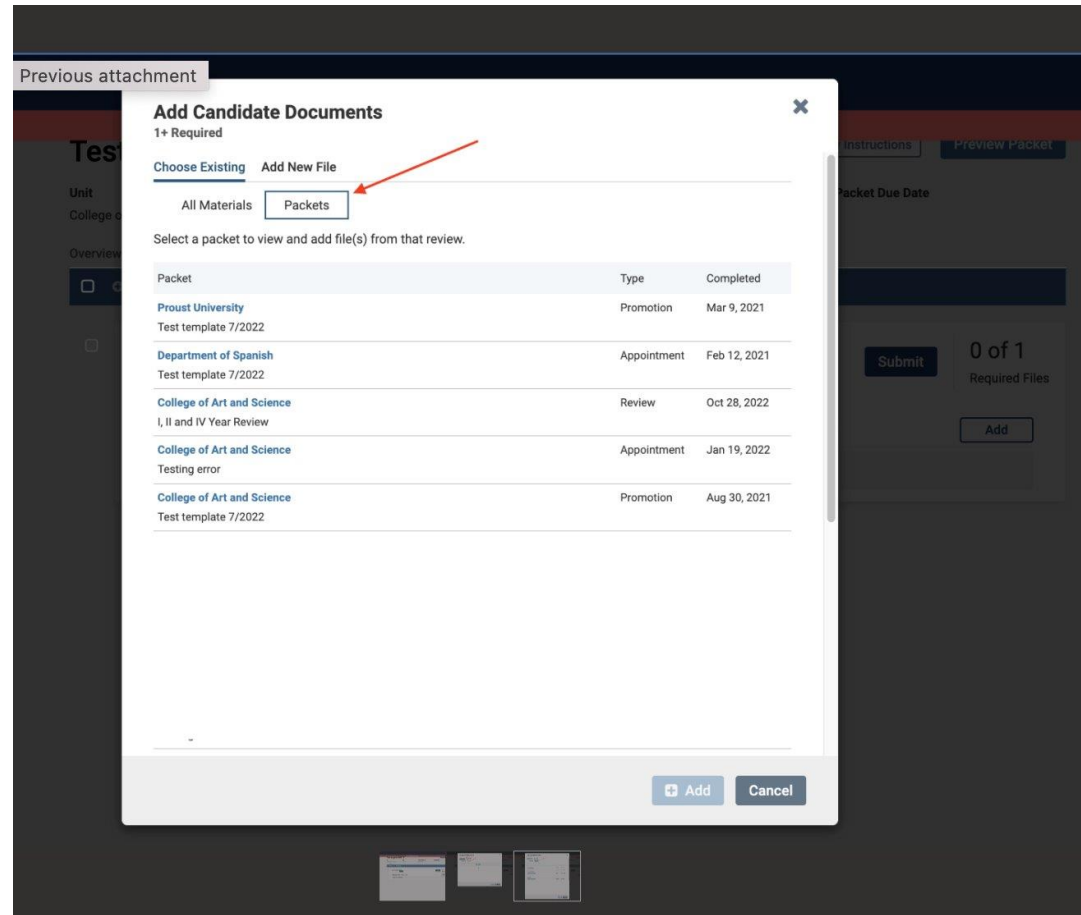 Previous attachment
Add Candidate Documents
1+ Required
Choose Existing Add New File
All Materials Packets
Select a packet to view and add file(s) from that review.
Packet Type Completed
Proust University Promotion Mar 9, 2021
Test template 7/2022
Department of Spanish Appointment Feb 12, 2021
Test template 7/2022
College of Art and Science Review Oct 28, 2022
I, II and IV Year Review
College of Art and Science Appointment Jan 19, 2022
Testing error
College of Art and Science Promotion Aug 30, 2021
Test template 7/2022
Add Cancel
Test
Instructions Preview Packet
Unit Packet Due Date
College o
Overview
Submit 0 of 1
Required Files
Add